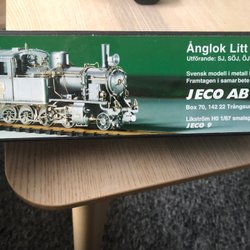 Ånglok Litt
Utförande: SJ, SÖJ, ÖJ
Svensk modell i metall i
Framtagen i samarbete
JECO AB
Box 70, 142 22 Trångsu
Likström H0 1/87 smalsp
JECO 9